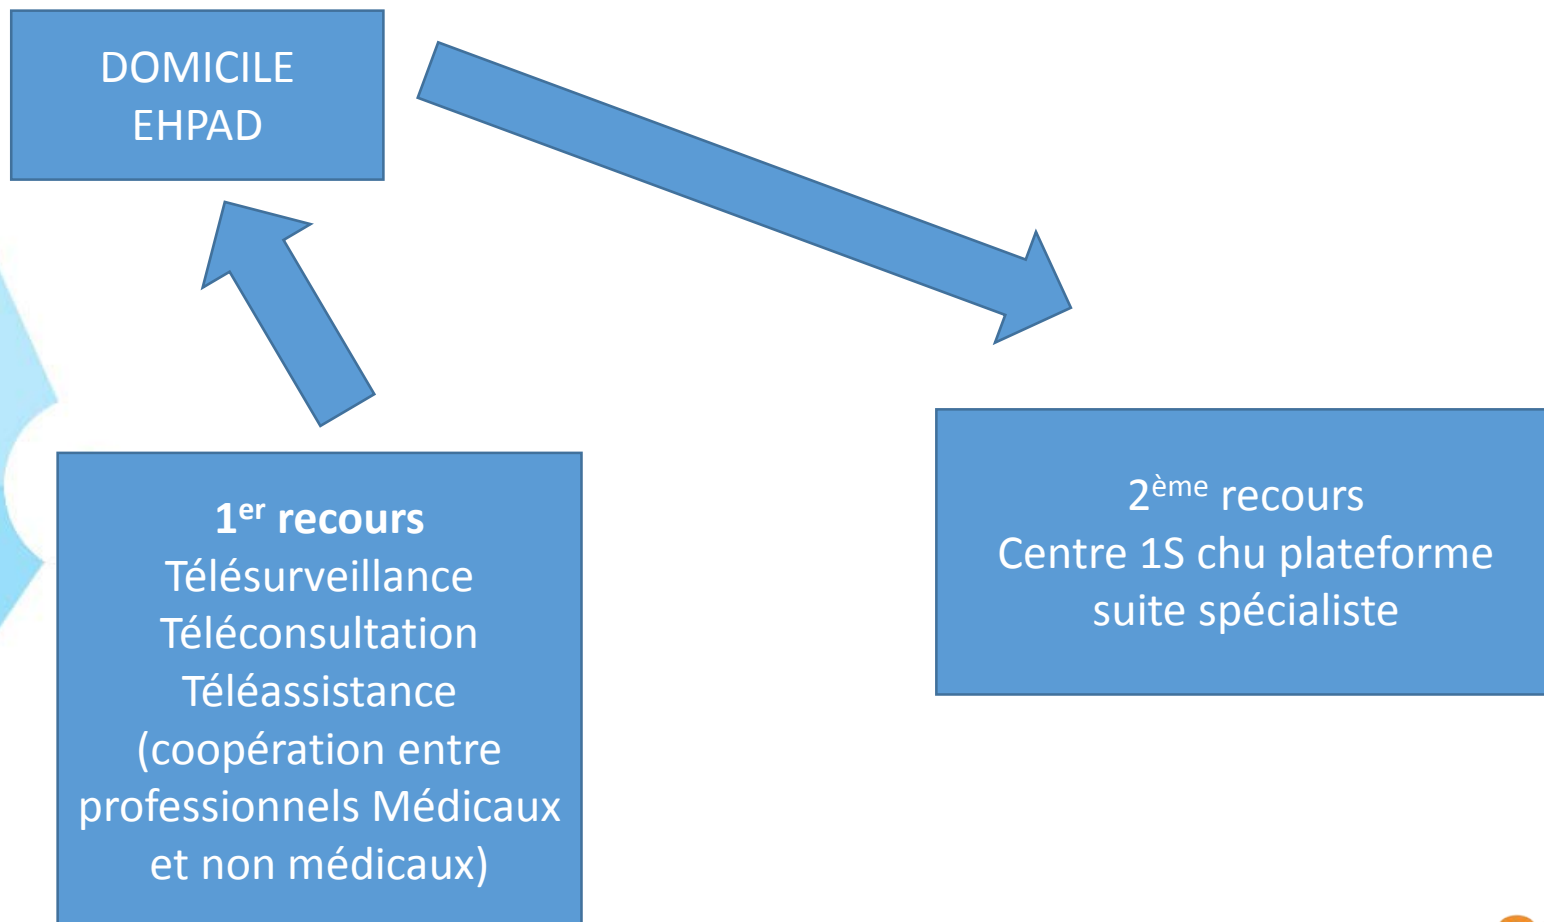 DOMICILE
EHPAD
1er recours
Télésurveillance
Téléconsultation
Téléassistance
(coopération entre
professionnels Médicaux
et non médicaux)
2ème recours
Centre 1S chu plateforme
suite spécialiste